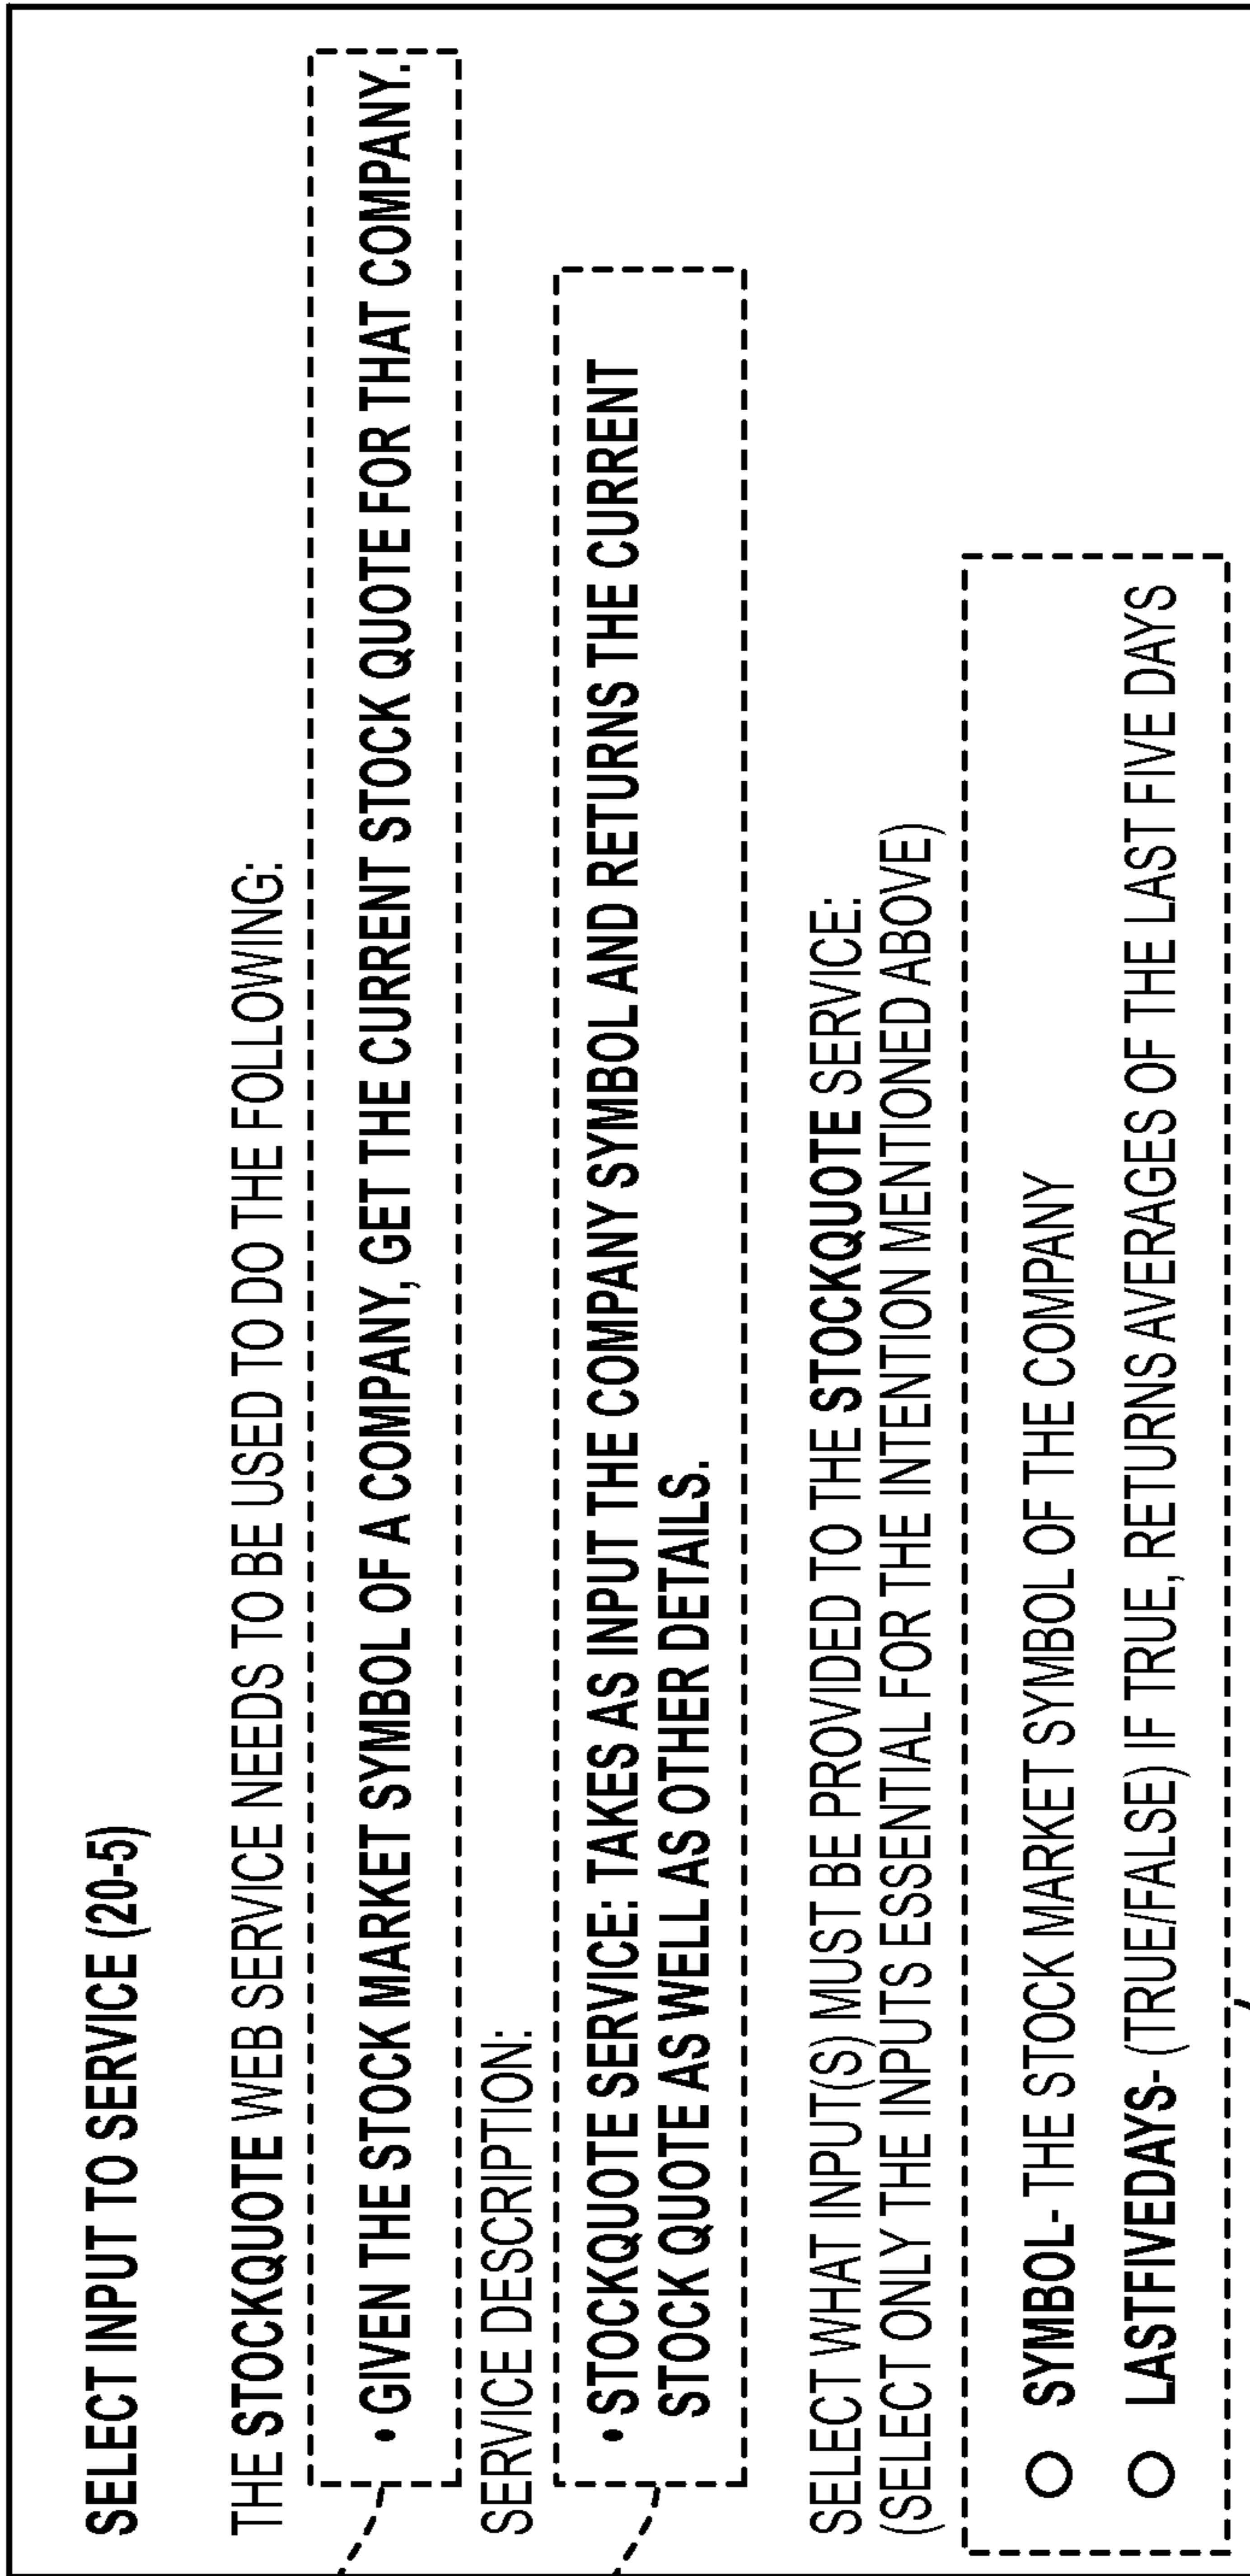 SELECT INPUT TO SERVICE (20-5)
THE STOCKQUOTE WEB SERVICE NEEDS TO BE USED TO DO THE FOLLOWING:
• GIVEN THE STOCK MARKET SYMBOL OF A COMPANY, GET THE CURRENT STOCK QUOTE FOR THAT COMPANY.
SERVICE DESCRIPTION:
• STOCKQUOTE SERVICE: TAKES AS INPUT THE COMPANY SYMBOL AND RETURNS THE CURRENT
STOCK QUOTE AS WELL AS OTHER DETAILS.
SELECT WHAT INPUT(S) MUST BE PROVIDED TO THE STOCKQUOTE SERVICE:
(SELECT ONLY THE INPUTS ESSENTIAL FOR THE INTENTION MENTIONED ABOVE)
SYMBOL- THE STOCK MARKET SYMBOL OF THE COMPANY
LASTFIVEDAYS- (TRUE/FALSE) IF TRUE, RETURNS AVERAGES OF THE LAST FIVE DAYS